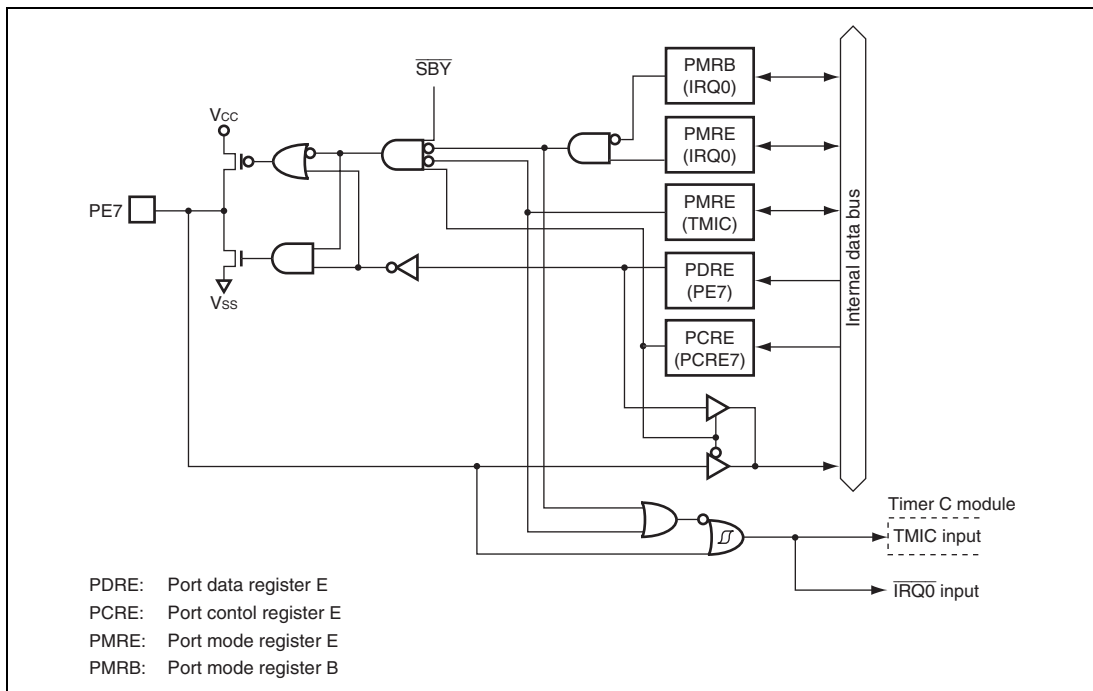 SBY
VCC
PE7
VSS
PMRB
(IRQ0)
PMRE
(IRQ0)
PMRE
(TMIC)
PDRE
(PE7)
PCRE
(PCRE7)
Internal data bus
Timer C module
TMIC input
IRQ0 input
PDRE: Port data register E
PCRE: Port contol register E
PMRE: Port mode register E
PMRB: Port mode register B